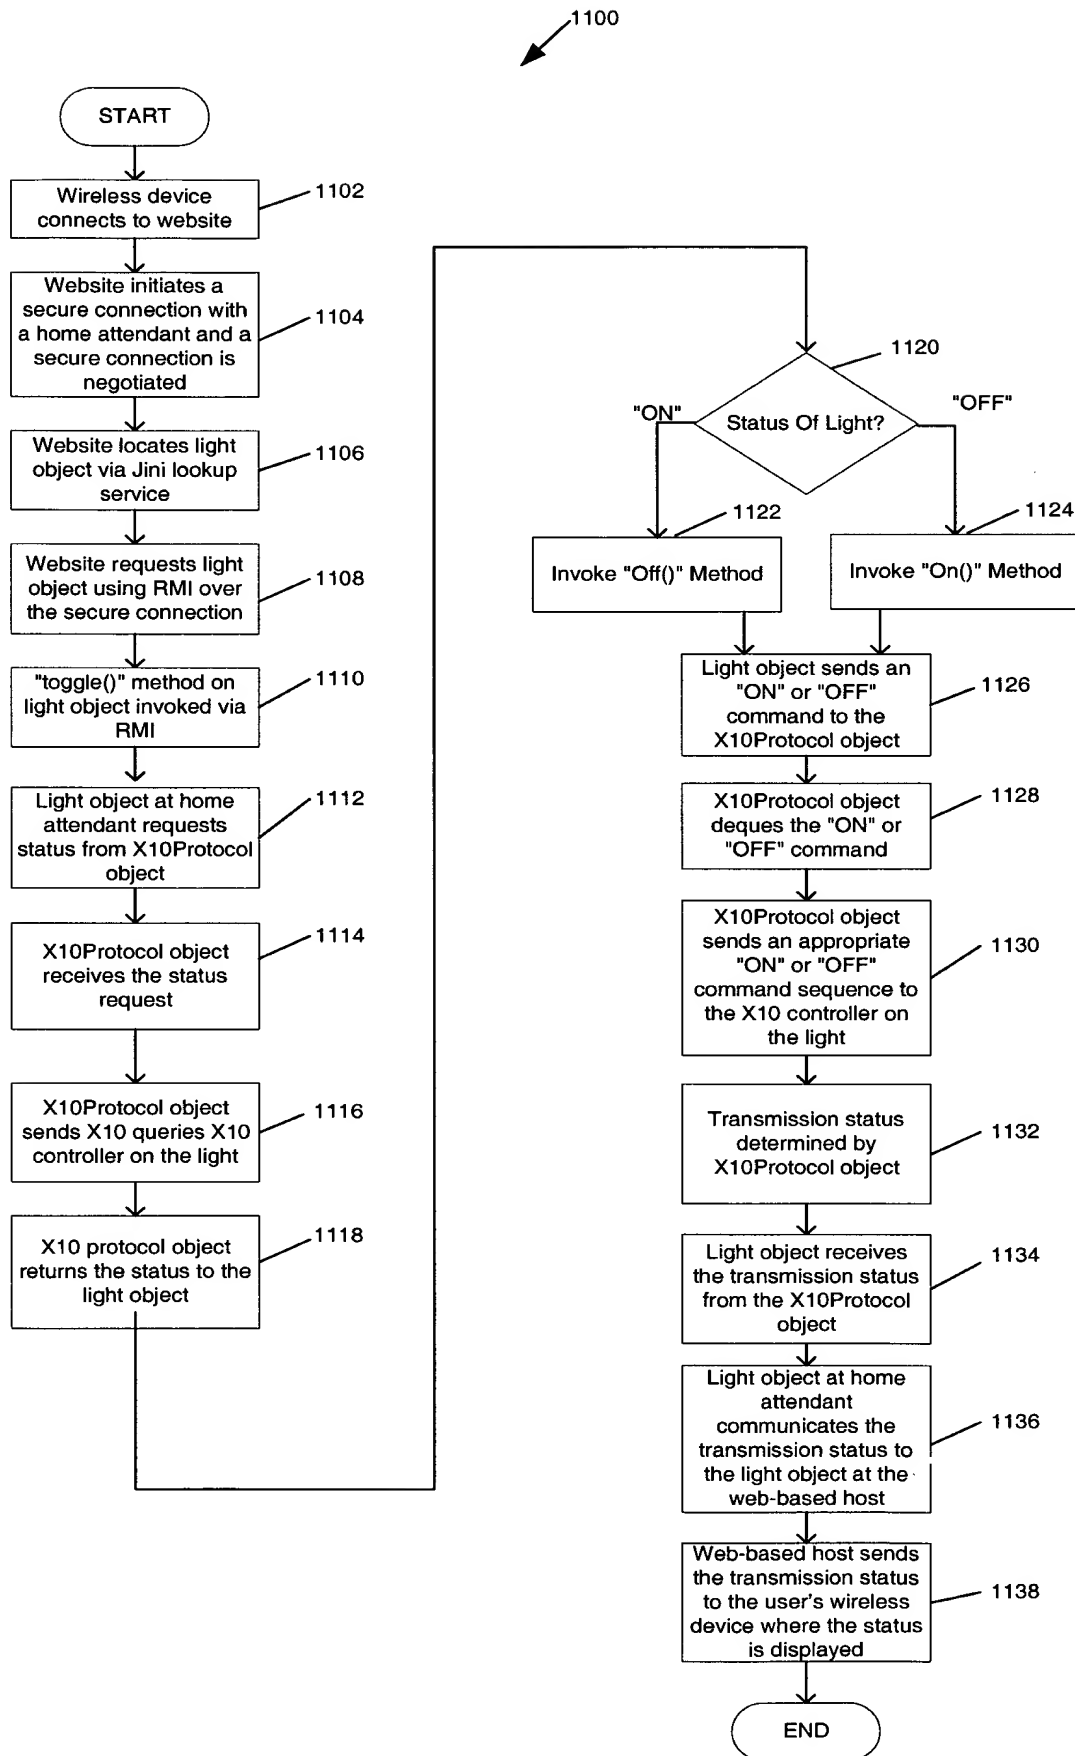 1100
START
Wireless device
connects to website
1102
Website initiates a
secure connection with
a home attendant and a
secure connection is
negotiated
1104
Website locates light
object via Jini lookup
service
1106
Website requests light
object using RMI over
the secure connection
1108
"toggle()" method on
light object invoked via
RMI
1110
Light object at home
attendant requests
status from X10Protocol
object
1112
X10Protocol object
receives the status
request
1114
X10Protocol object
sends X10 queries X10
controller on the light
1116
X10 protocol object
returns the status to the
light object
1118
1120
Status Of Light?
"ON"
"OFF"
1122
Invoke "Off()" Method
1124
Invoke "On()" Method
Light object sends an
"ON" or "OFF"
command to the
X10Protocol object
1126
X10Protocol object
deques the "ON" or
"OFF" command
1128
X10Protocol object
sends an appropriate
"ON" or "OFF"
command sequence to
the X10 controller on
the light
1130
Transmission status
determined by
X10Protocol object
1132
Light object receives
the transmission status
from the X10Protocol
object
1134
Light object at home
attendant
communicates the
transmission status to
the light object at the
web-based host
1136
Web-based host sends
the transmission status
to the user's wireless
device where the status
is displayed
1138
END